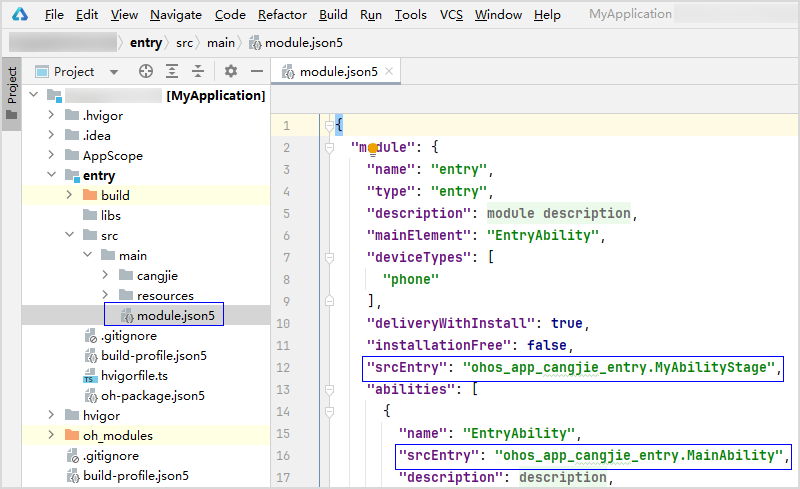 File Edit View Navigate Code Refactor Build Run Tools VCS Window Help MyApplication
entry src main module.json5
Project
Project
module.json5
[MyApplication]
.hvigor
.idea
AppScope
entry
build
libs
src
main
cangjie
resources
module.json5
.gitignore
build-profile.json5
hvigorfile.ts
oh-package.json5
hvigor
oh_modules
.gitignore
build-profile.json5
1 {
2 "module": {
3 "name": "entry",
4 "type": "entry",
5 "description": module description,
6 "mainElement": "EntryAbility",
7 "deviceTypes": [
8 "phone"
9 ],
10 "deliveryWithInstall": true,
11 "installationFree": false,
12 "srcEntry": "ohos_app_cangjie_entry.MyAbilityStage",
13 "abilities": [
14 {
15 "name": "EntryAbility",
16 "srcEntry": "ohos_app_cangjie_entry.MainAbility",
17 "description": description,